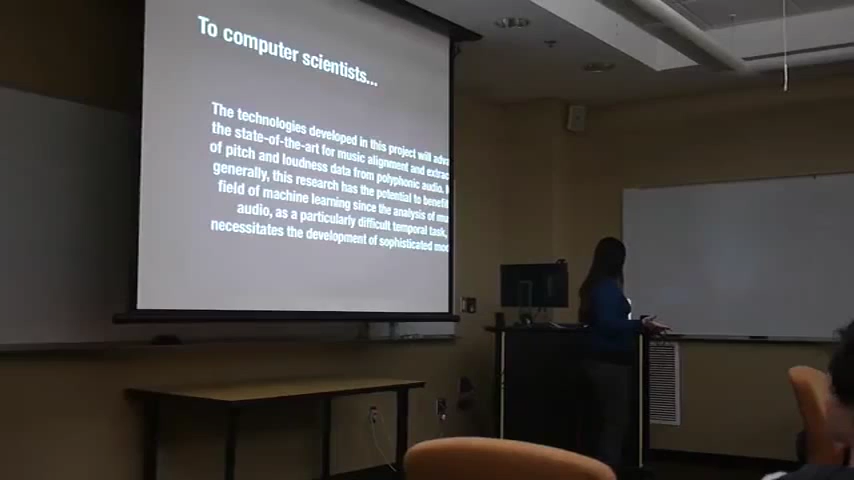 To computer scientists...
The technologies developed in this project will adva
the state-of-the-art for music alignment and extrac
of pitch and loudness data from polyphonic audio.
generally, this research has the potential to benefit
field of machine learning since the analysis of mu
audio, as a particularly difficult temporal task,
necessitates the development of sophisticated mod